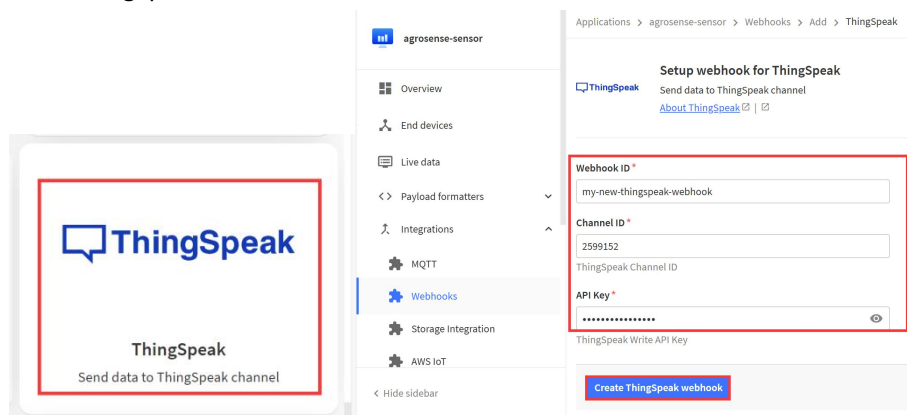 ThingSpeak
ThingSpeak
Send data to ThingSpeak channel
agrosense-sensor
Overview
End devices
Live data
Payload formatters
Integrations
MQTT
Webhooks
Storage Integration
AWS IoT
< Hide sidebar
Applications > agrosense-sensor > Webhooks > Add > ThingSpeak
ThingSpeak
Setup webhook for ThingSpeak
Send data to ThingSpeak channel
About ThingSpeak |
Webhook ID *
my-new-thingspeak-webhook
Channel ID *
2599152
ThingSpeak Channel ID
API Key *
••••••••••••••••
ThingSpeak Write API Key
Create ThingSpeak webhook